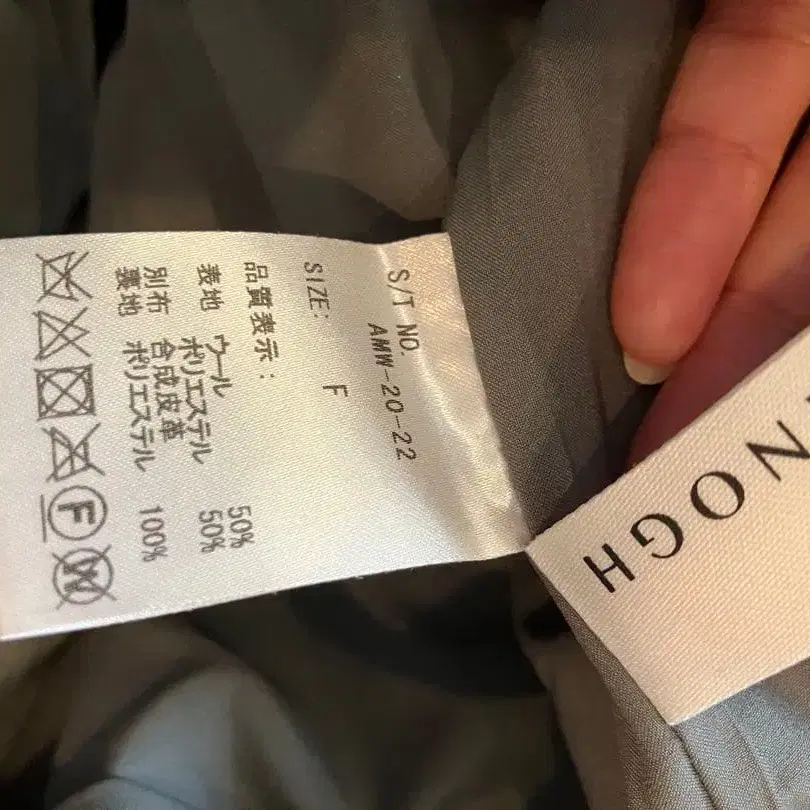 S/T NO.
AMW-20-22
SIZE:
F
品質表示:
表地 ウール 50%
ポリエステル 50%
別布 合成皮革
裏地 ポリエステル 100%
F
W
NOGH